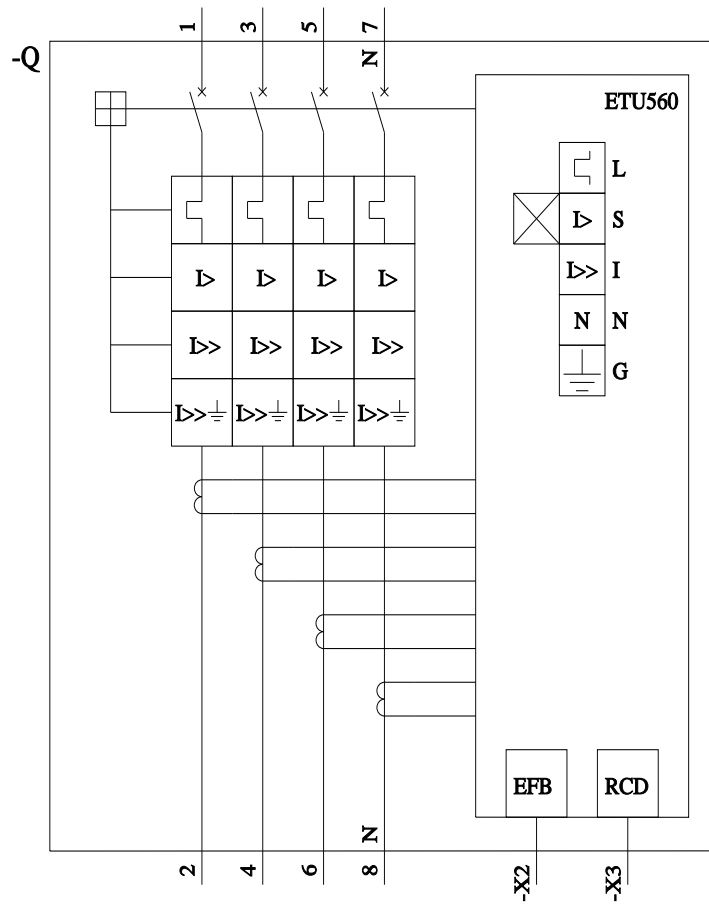 1 3 5 7
N
-Q
ETU560
L
I> S
I>> I
N N
G
I> I> I> I>
I>> I>> I>> I>>
I>> I>> I>> I>>
EFB RCD
N
2 4 6 8 -X2 -X3